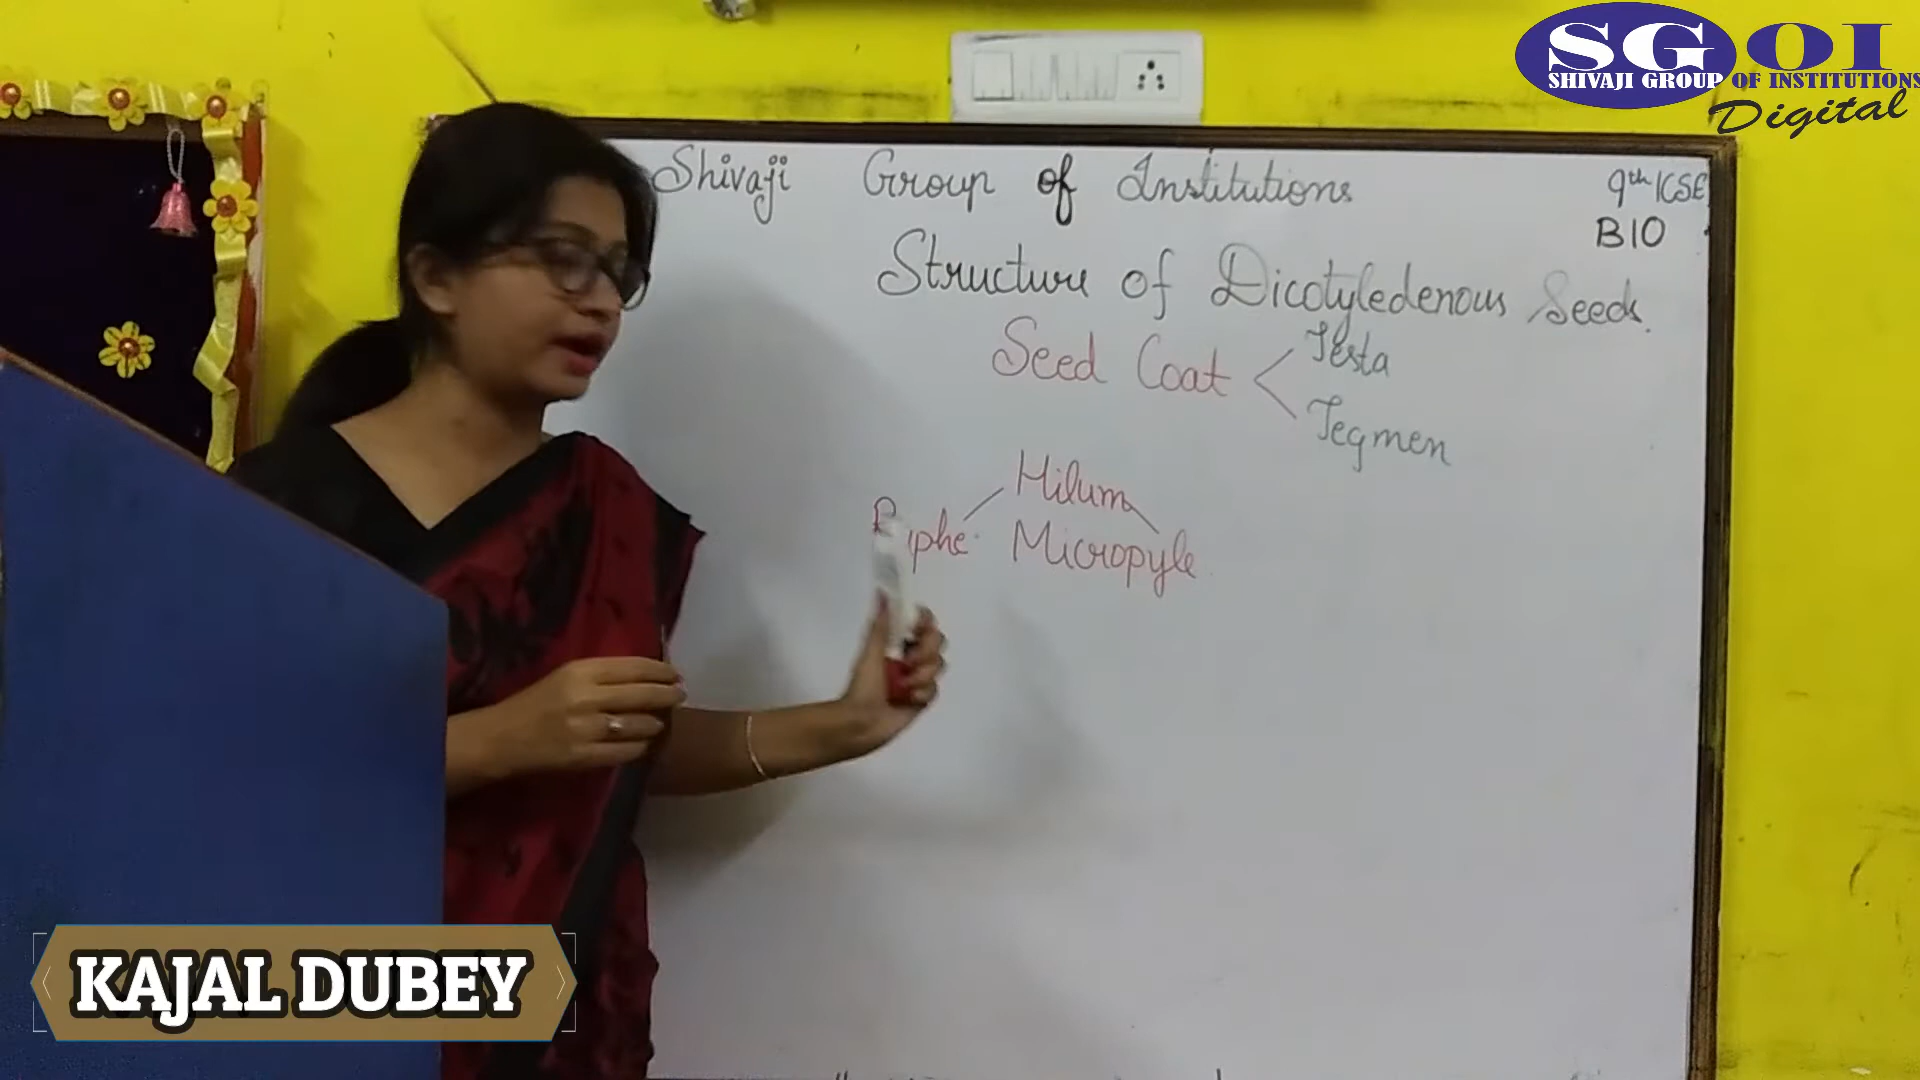 SGOI
SHIVAJI GROUP OF INSTITUTIONS
Digital
Shivaji Group of Institutions
9th ICSE
BIO
Structure of Dicotyledenous Seeds.
Seed Coat
Testa
Tegmen
Hilum
Micropyle
KAJAL DUBEY